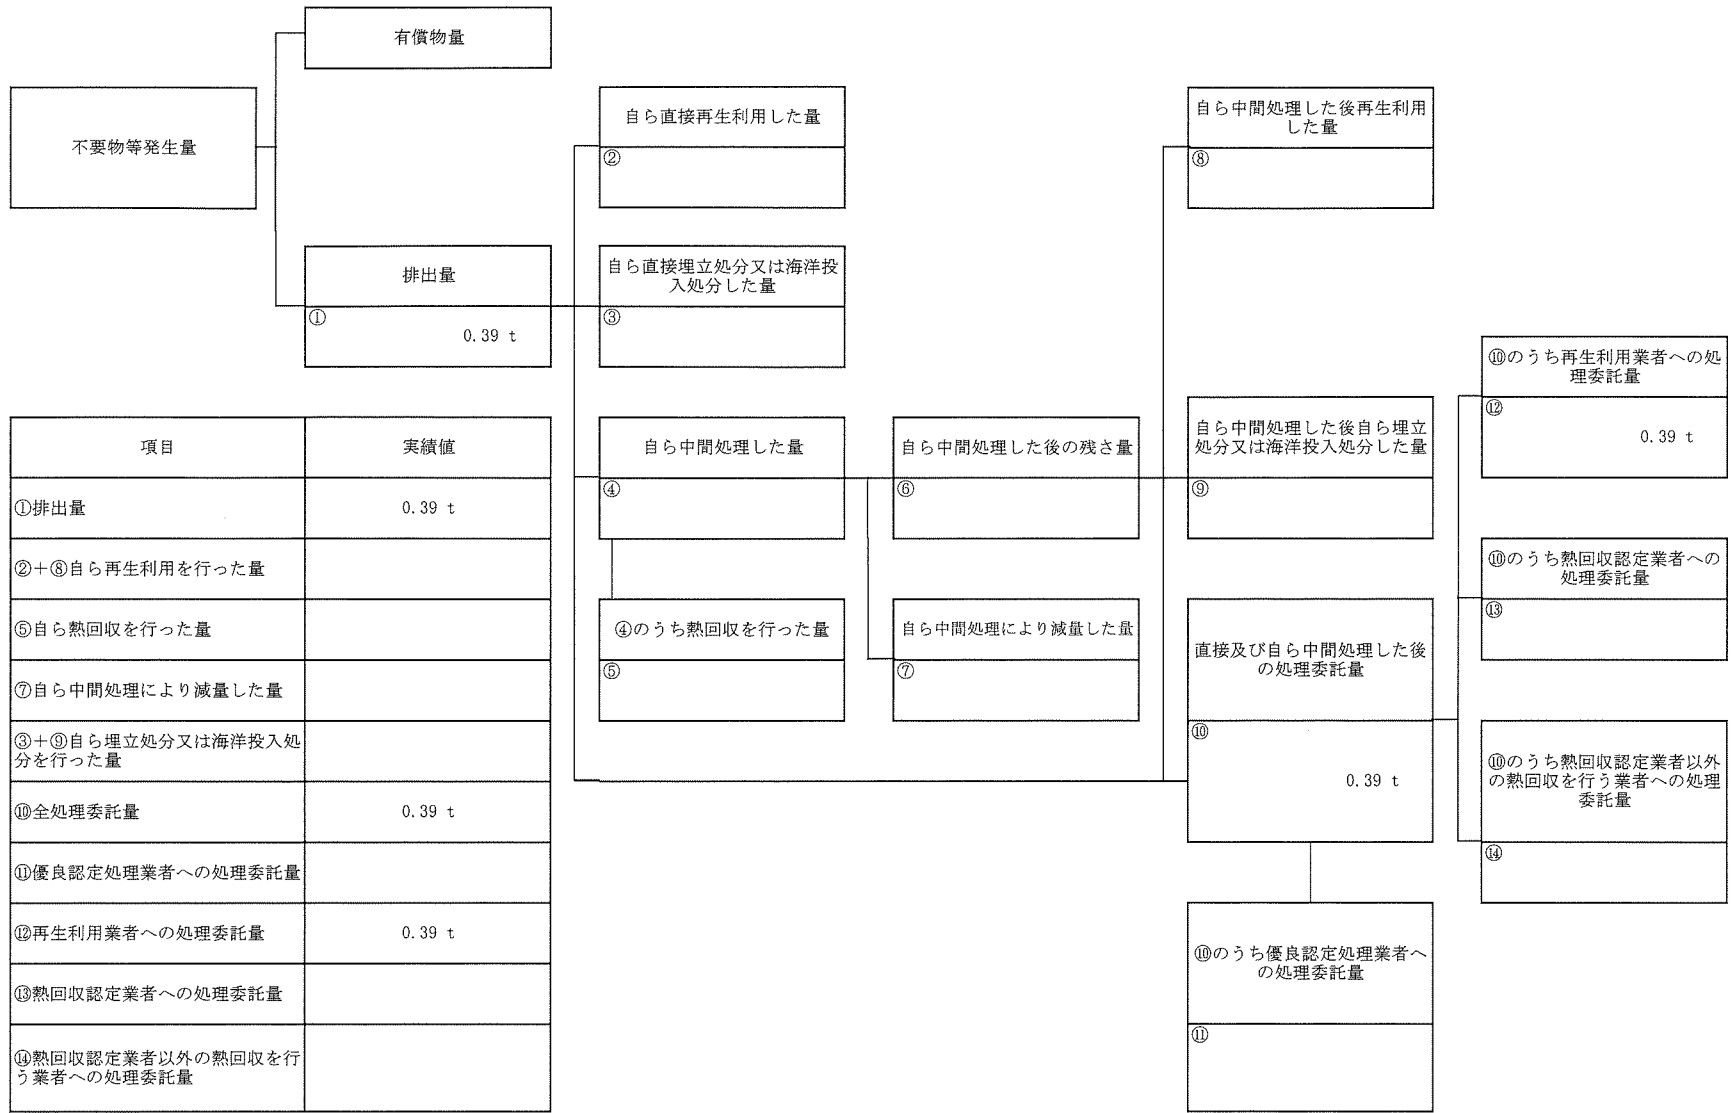 有償物量
不要物等発生量
自ら直接再生利用した量
②
自ら中間処理した後再生利用
した量
⑧
排出量
①
0.39 t
自ら直接埋立処分又は海洋投
入処分した量
③
⑩のうち再生利用業者への処
理委託量
⑫
0.39 t
自ら中間処理した量
④
自ら中間処理した後の残さ量
⑥
自ら中間処理した後自ら埋立
処分又は海洋投入処分した量
⑨
⑩のうち熱回収認定業者への
処理委託量
⑬
④のうち熱回収を行った量
⑤
自ら中間処理により減量した量
⑦
直接及び自ら中間処理した後
の処理委託量
⑩
0.39 t
⑩のうち熱回収認定業者以外
の熱回収を行う業者への処理
委託量
⑭
⑩のうち優良認定処理業者へ
の処理委託量
⑪
項目 実績値
①排出量 0.39 t
②＋⑧自ら再生利用を行った量
⑤自ら熱回収を行った量
⑦自ら中間処理により減量した量
③＋⑨自ら埋立処分又は海洋投入処
分を行った量
⑩全処理委託量 0.39 t
⑪優良認定処理業者への処理委託量
⑫再生利用業者への処理委託量 0.39 t
⑬熱回収認定業者への処理委託量
⑭熱回収認定業者以外の熱回収を行
う業者への処理委託量